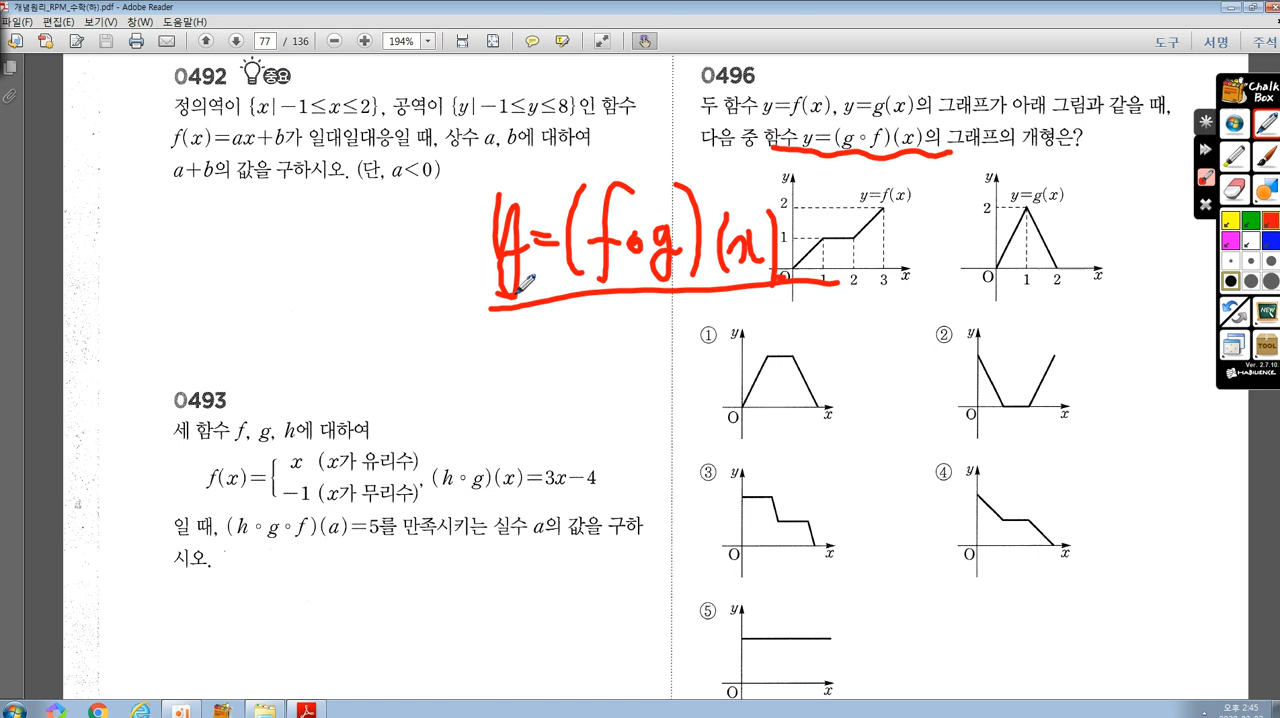 개념원리_RPM_수학(하).pdf - Adobe Reader
파일(F) 편집(E) 보기(V) 창(W) 도움말(H)
77 / 136 194% 도구 서명 주석
0492 중요
정의역이 {x|−1≤x≤2}, 공역이 {y|−1≤y≤8}인 함수
f(x)=ax+b가 일대일대응일 때, 상수 a, b에 대하여
a+b의 값을 구하시오. (단, a<0)
y=(f∘g)(x)
0493
세 함수 f, g, h에 대하여
f(x)={ x (x가 유리수)
−1 (x가 무리수), (h∘g)(x)=3x−4
일 때, (h∘g∘f)(a)=5를 만족시키는 실수 a의 값을 구하
시오.
0496
두 함수 y=f(x), y=g(x)의 그래프가 아래 그림과 같을 때,
다음 중 함수 y=(g∘f)(x)의 그래프의 개형은?
y 2 1 O 1 2 3 x y=f(x)
y 2 O 1 2 x y=g(x)
① y O x
② y O x
③ y O x
④ y O x
⑤ y O x
Chalk Box
NEW
TOOL
Ver. 2.7.10.
HABILIENCE
오후 2:45